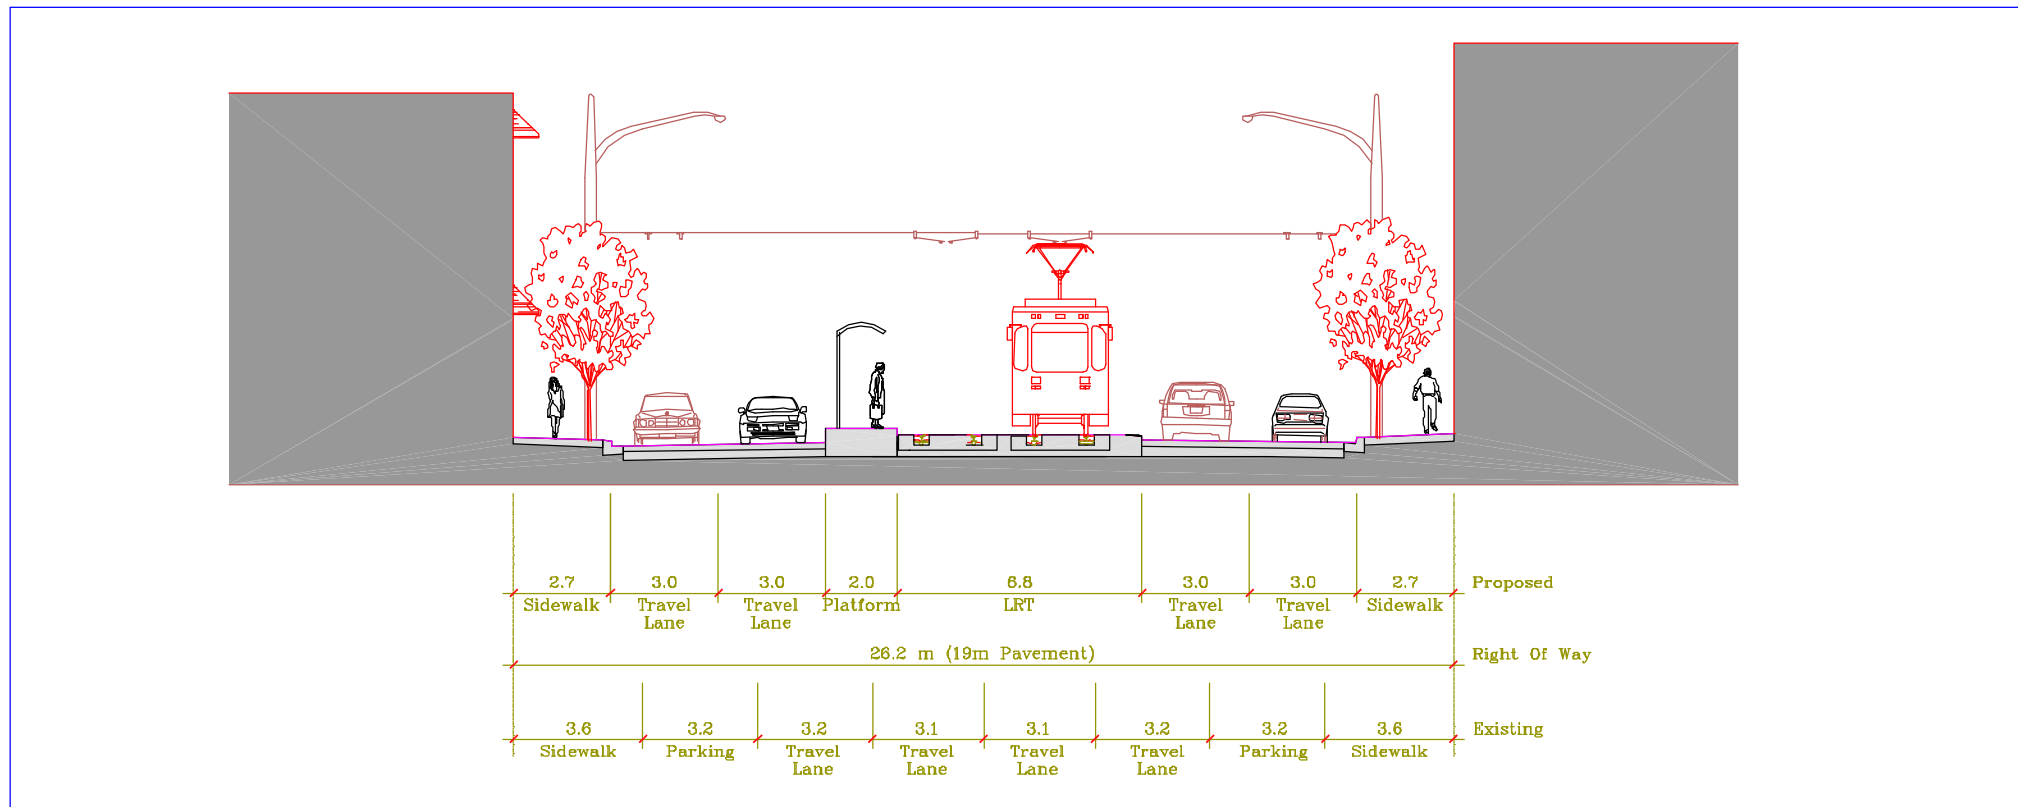 2.7 3.0 3.0 2.0 6.8 3.0 3.0 2.7 Proposed
Sidewalk Travel Travel Platform LRT Travel Travel Sidewalk
Lane Lane Lane Lane
26.2 m (19m Pavement) Right Of Way
3.6 3.2 3.2 3.1 3.1 3.2 3.2 3.6 Existing
Sidewalk Parking Travel Travel Travel Travel Parking Sidewalk
Lane Lane Lane Lane